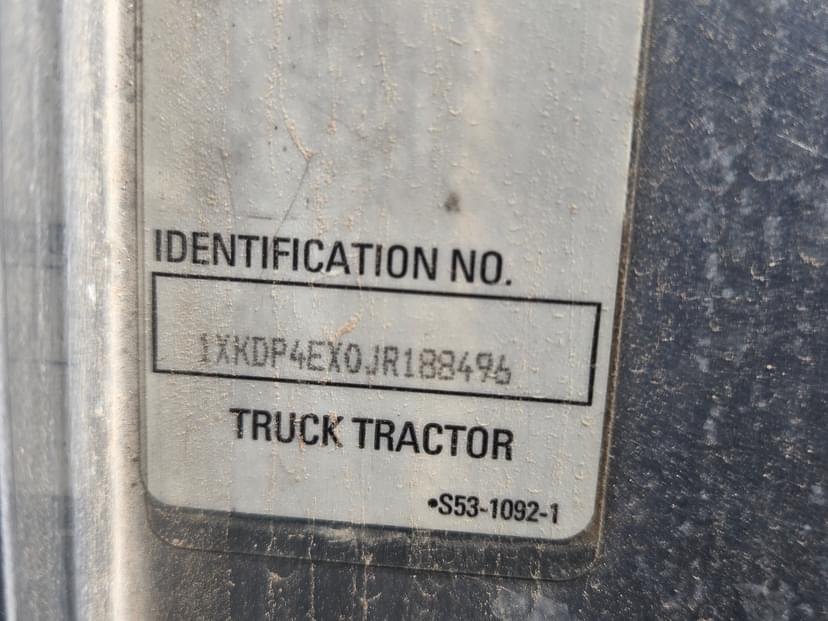 IDENTIFICATION NO.
1XKDP4EX0JR188496
TRUCK TRACTOR
•S53-1092-1